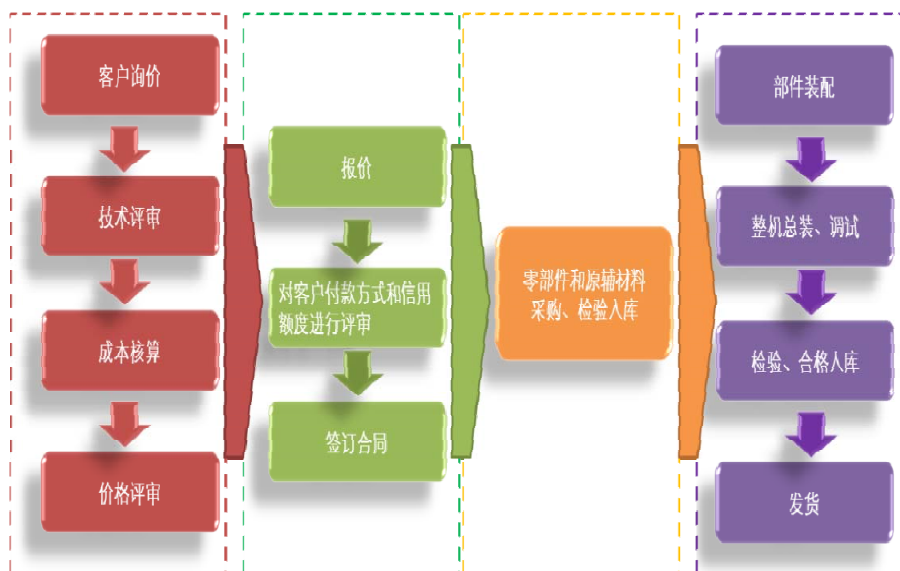 客户询价
技术评审
成本核算
价格评审
报价
对客户付款方式和信用
额度进行评审
签订合同
零部件和原辅材料
采购、检验入库
部件装配
整机总装、调试
检验、合格入库
发货